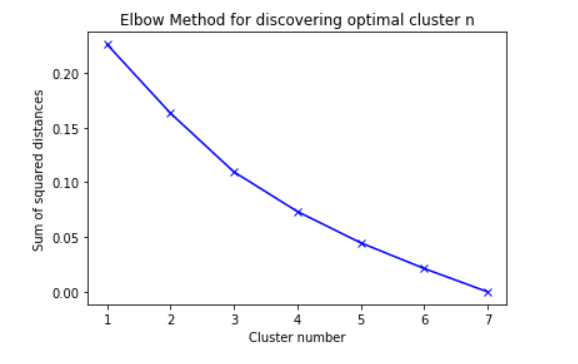 Elbow Method for discovering optimal cluster n
Sum of squared distances
0.20
0.15
0.10
0.05
0.00
1 2 3 4 5 6 7
Cluster number